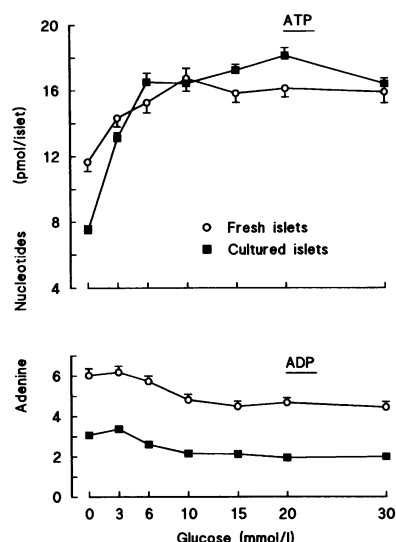 ATP
20
16
12
8
4
Adenine Nucleotides (pmol/islet)
Fresh islets
Cultured islets
ADP
6
4
2
0
0 3 6 10 15 20 30
Glucose (mmol/l)